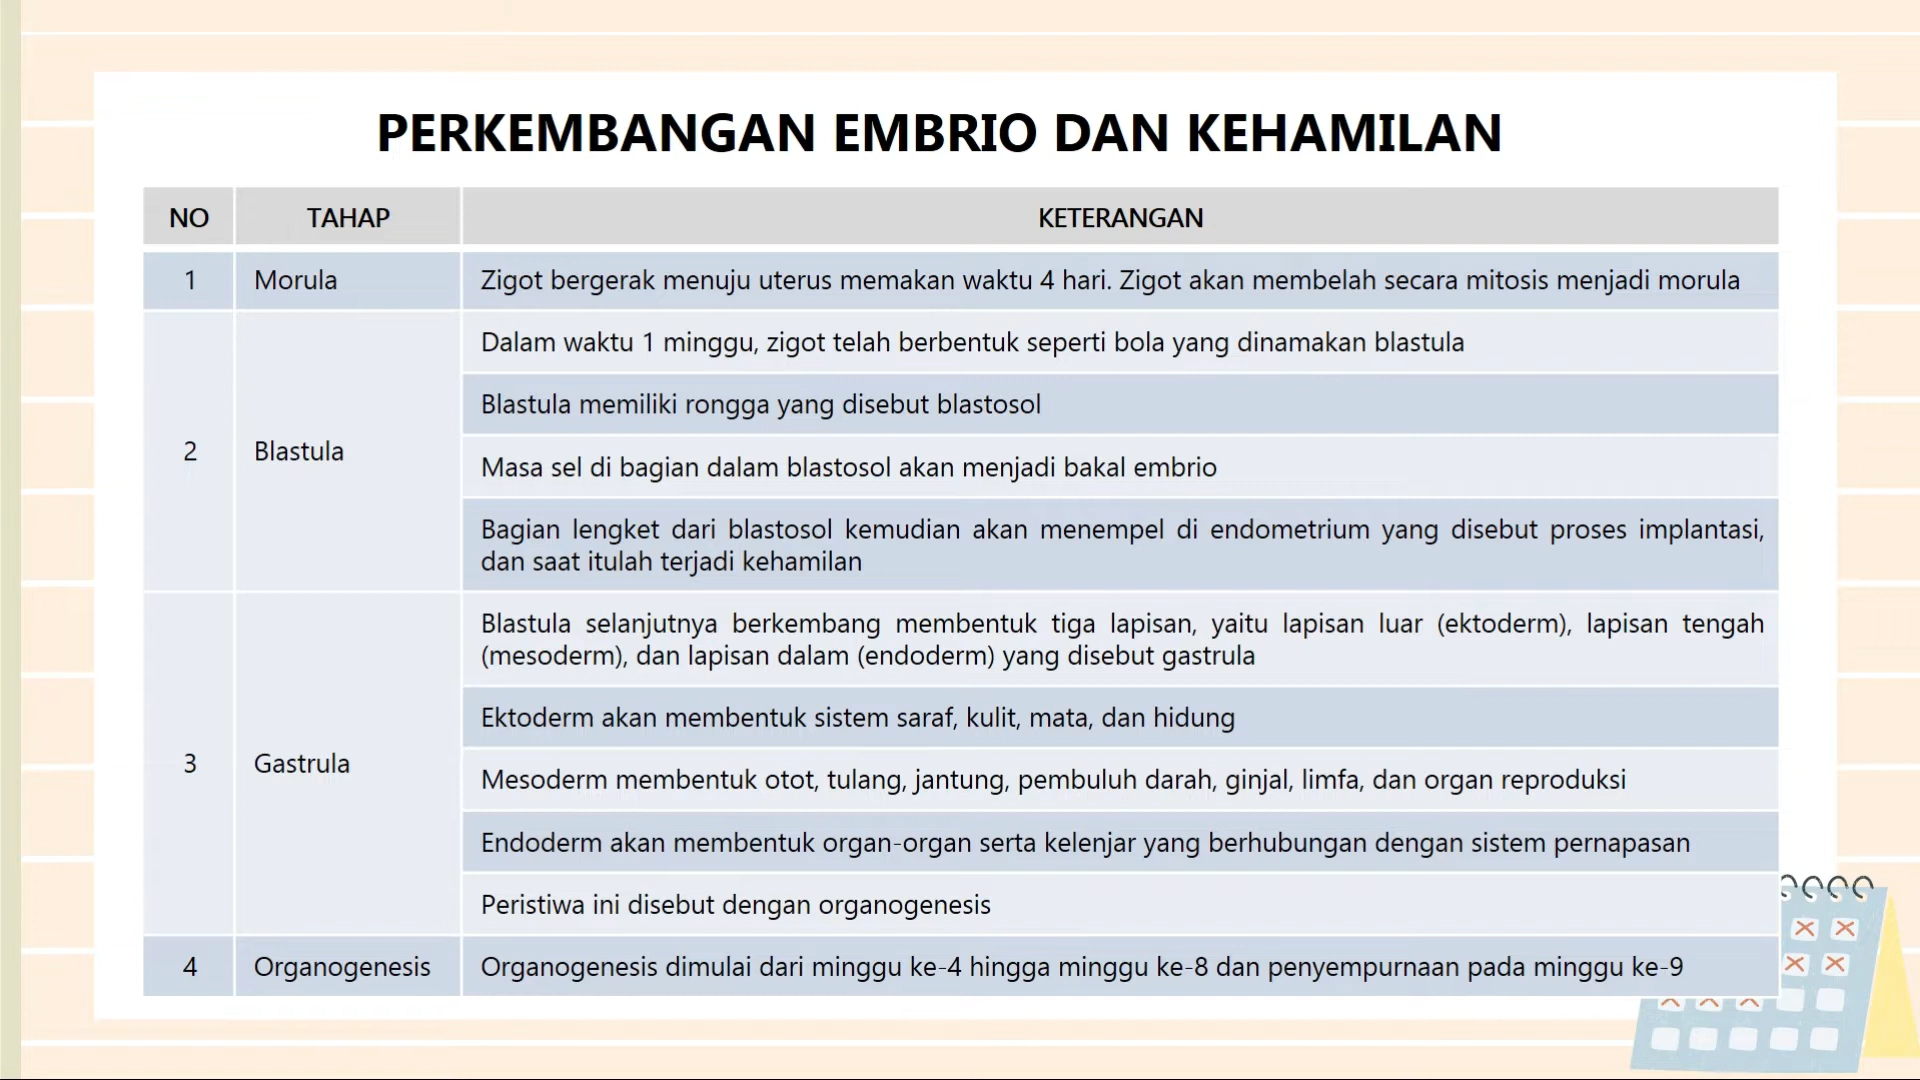 PERKEMBANGAN EMBRIO DAN KEHAMILAN
NO TAHAP KETERANGAN
1 Morula Zigot bergerak menuju uterus memakan waktu 4 hari. Zigot akan membelah secara mitosis menjadi morula
2 Blastula
Dalam waktu 1 minggu, zigot telah berbentuk seperti bola yang dinamakan blastula
Blastula memiliki rongga yang disebut blastosol
Masa sel di bagian dalam blastosol akan menjadi bakal embrio
Bagian lengket dari blastosol kemudian akan menempel di endometrium yang disebut proses implantasi,
dan saat itulah terjadi kehamilan
3 Gastrula
Blastula selanjutnya berkembang membentuk tiga lapisan, yaitu lapisan luar (ektoderm), lapisan tengah
(mesoderm), dan lapisan dalam (endoderm) yang disebut gastrula
Ektoderm akan membentuk sistem saraf, kulit, mata, dan hidung
Mesoderm membentuk otot, tulang, jantung, pembuluh darah, ginjal, limfa, dan organ reproduksi
Endoderm akan membentuk organ-organ serta kelenjar yang berhubungan dengan sistem pernapasan
Peristiwa ini disebut dengan organogenesis
4 Organogenesis Organogenesis dimulai dari minggu ke-4 hingga minggu ke-8 dan penyempurnaan pada minggu ke-9